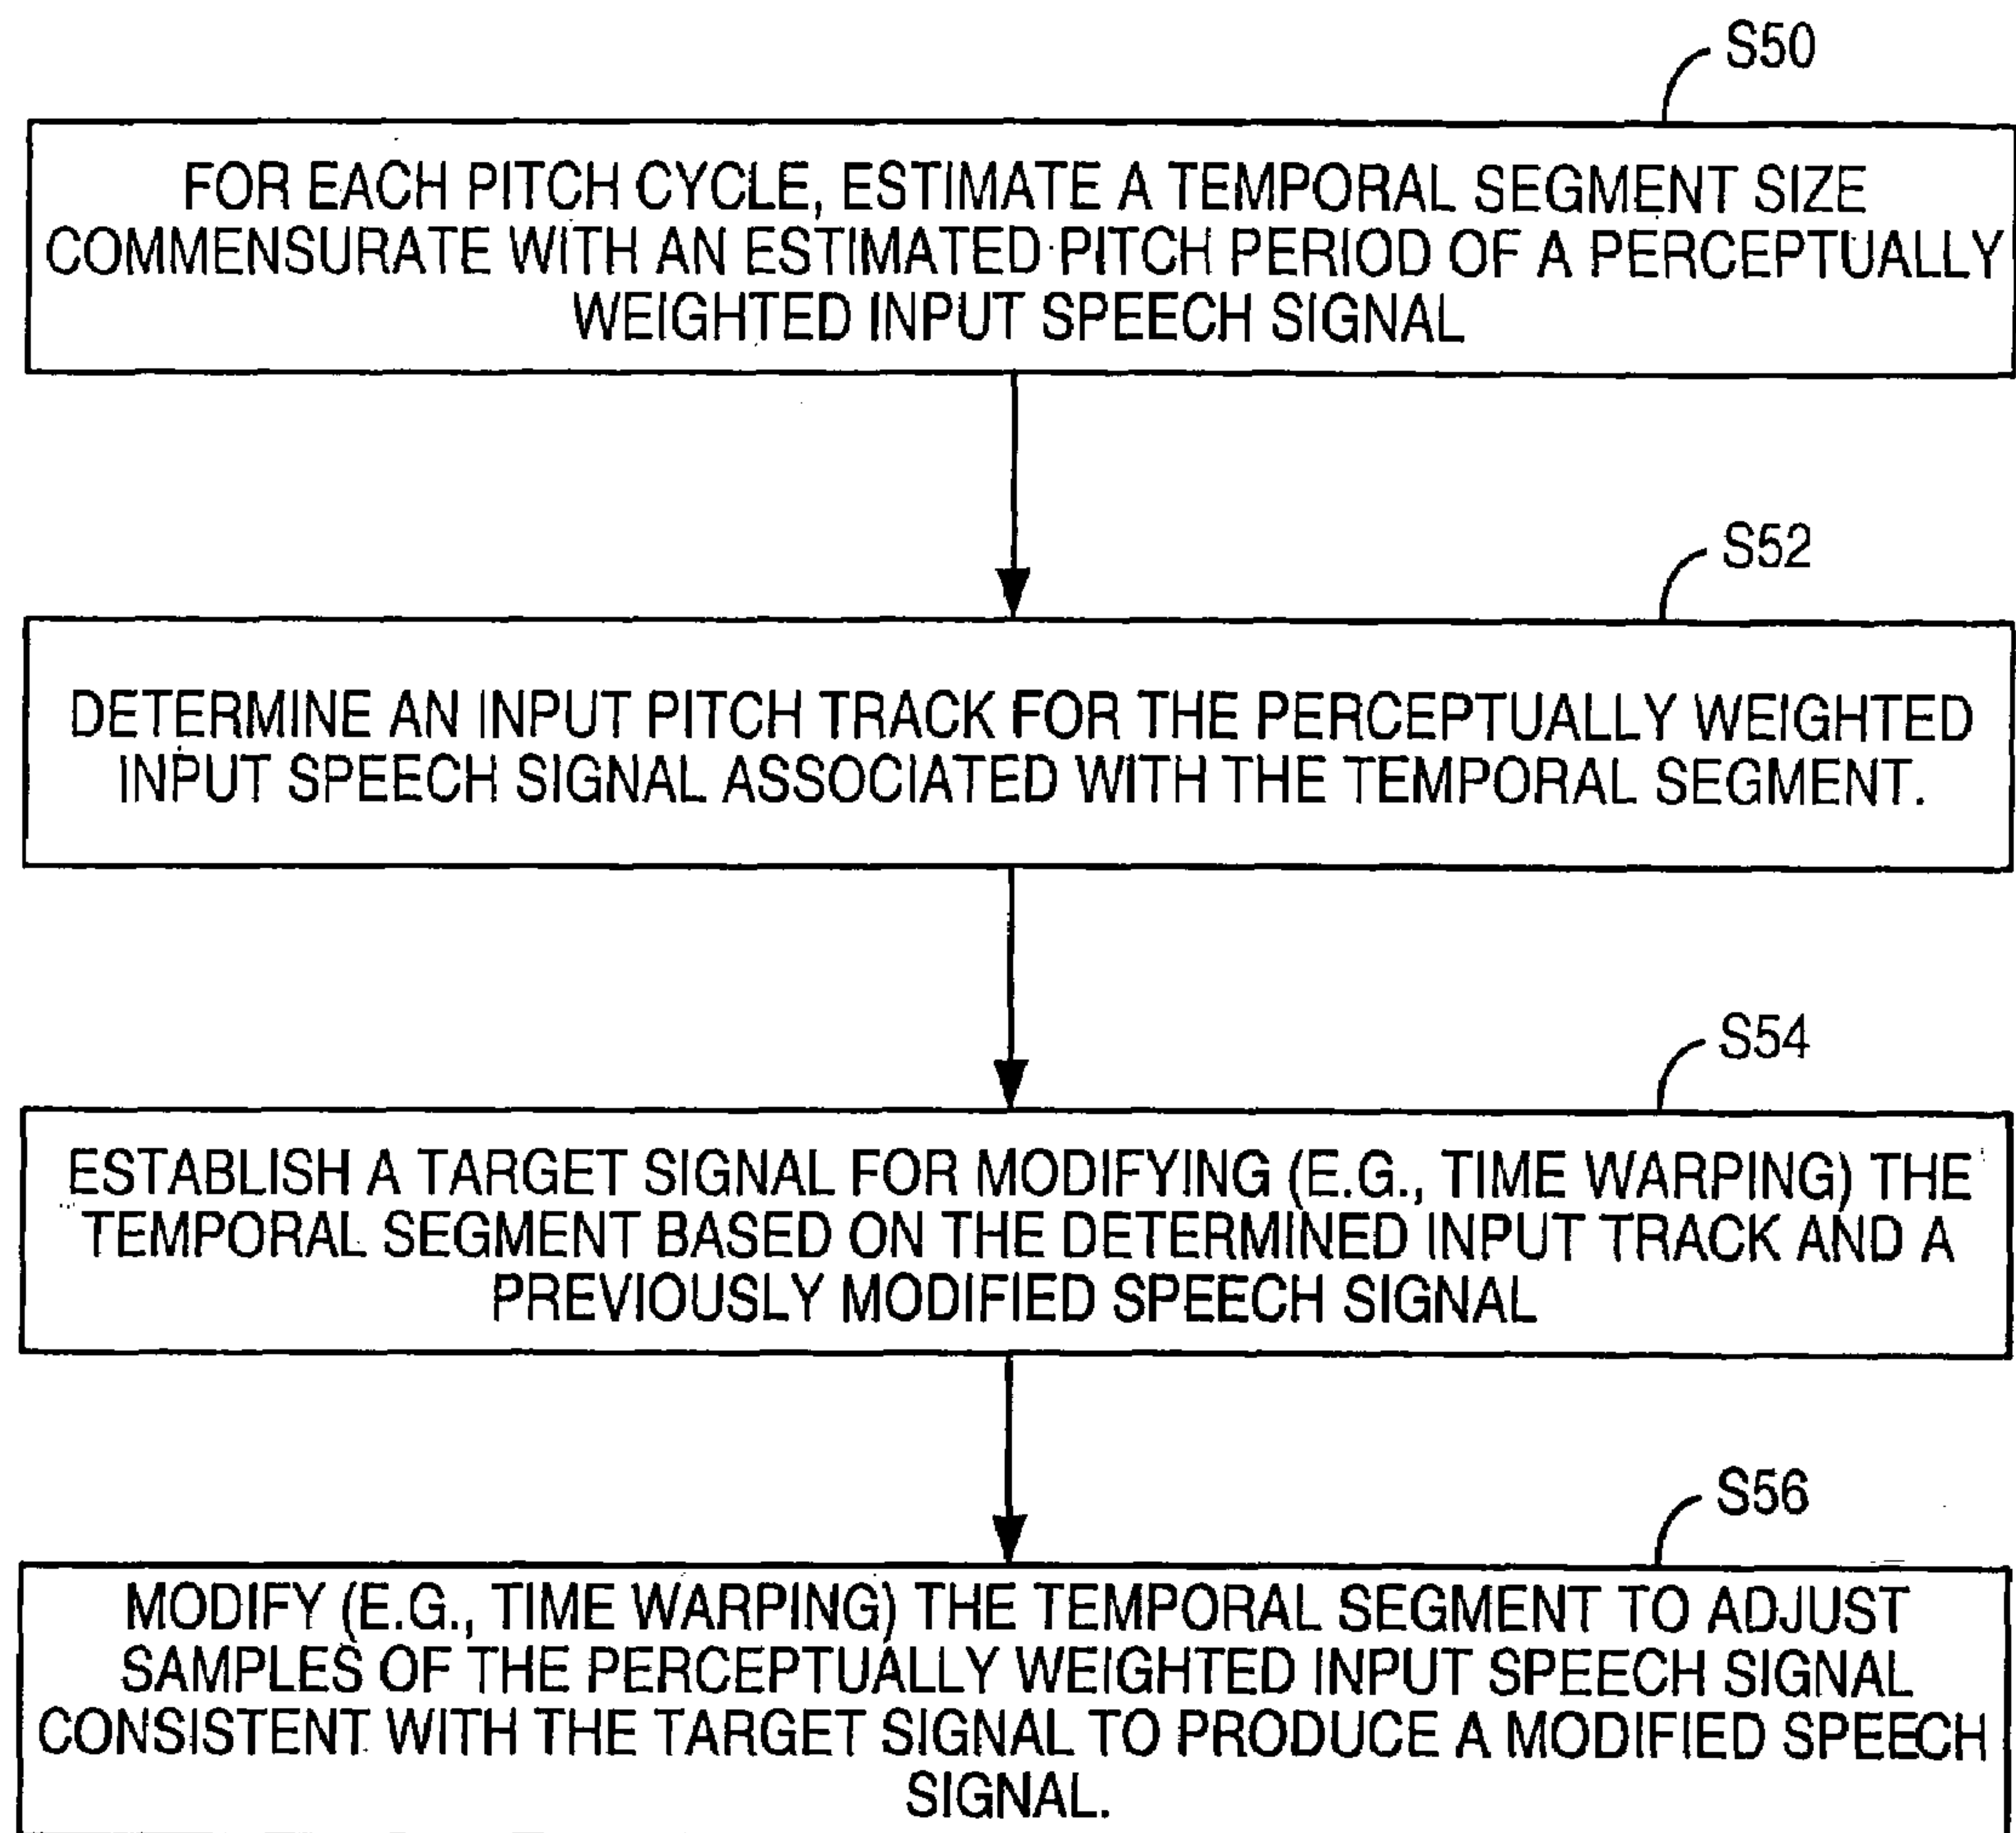 S50
FOR EACH PITCH CYCLE, ESTIMATE A TEMPORAL SEGMENT SIZE
COMMENSURATE WITH AN ESTIMATED PITCH PERIOD OF A PERCEPTUALLY
WEIGHTED INPUT SPEECH SIGNAL
S52
DETERMINE AN INPUT PITCH TRACK FOR THE PERCEPTUALLY WEIGHTED
INPUT SPEECH SIGNAL ASSOCIATED WITH THE TEMPORAL SEGMENT.
S54
ESTABLISH A TARGET SIGNAL FOR MODIFYING (E.G., TIME WARPING) THE
TEMPORAL SEGMENT BASED ON THE DETERMINED INPUT TRACK AND A
PREVIOUSLY MODIFIED SPEECH SIGNAL
S56
MODIFY (E.G., TIME WARPING) THE TEMPORAL SEGMENT TO ADJUST
SAMPLES OF THE PERCEPTUALLY WEIGHTED INPUT SPEECH SIGNAL
CONSISTENT WITH THE TARGET SIGNAL TO PRODUCE A MODIFIED SPEECH
SIGNAL.